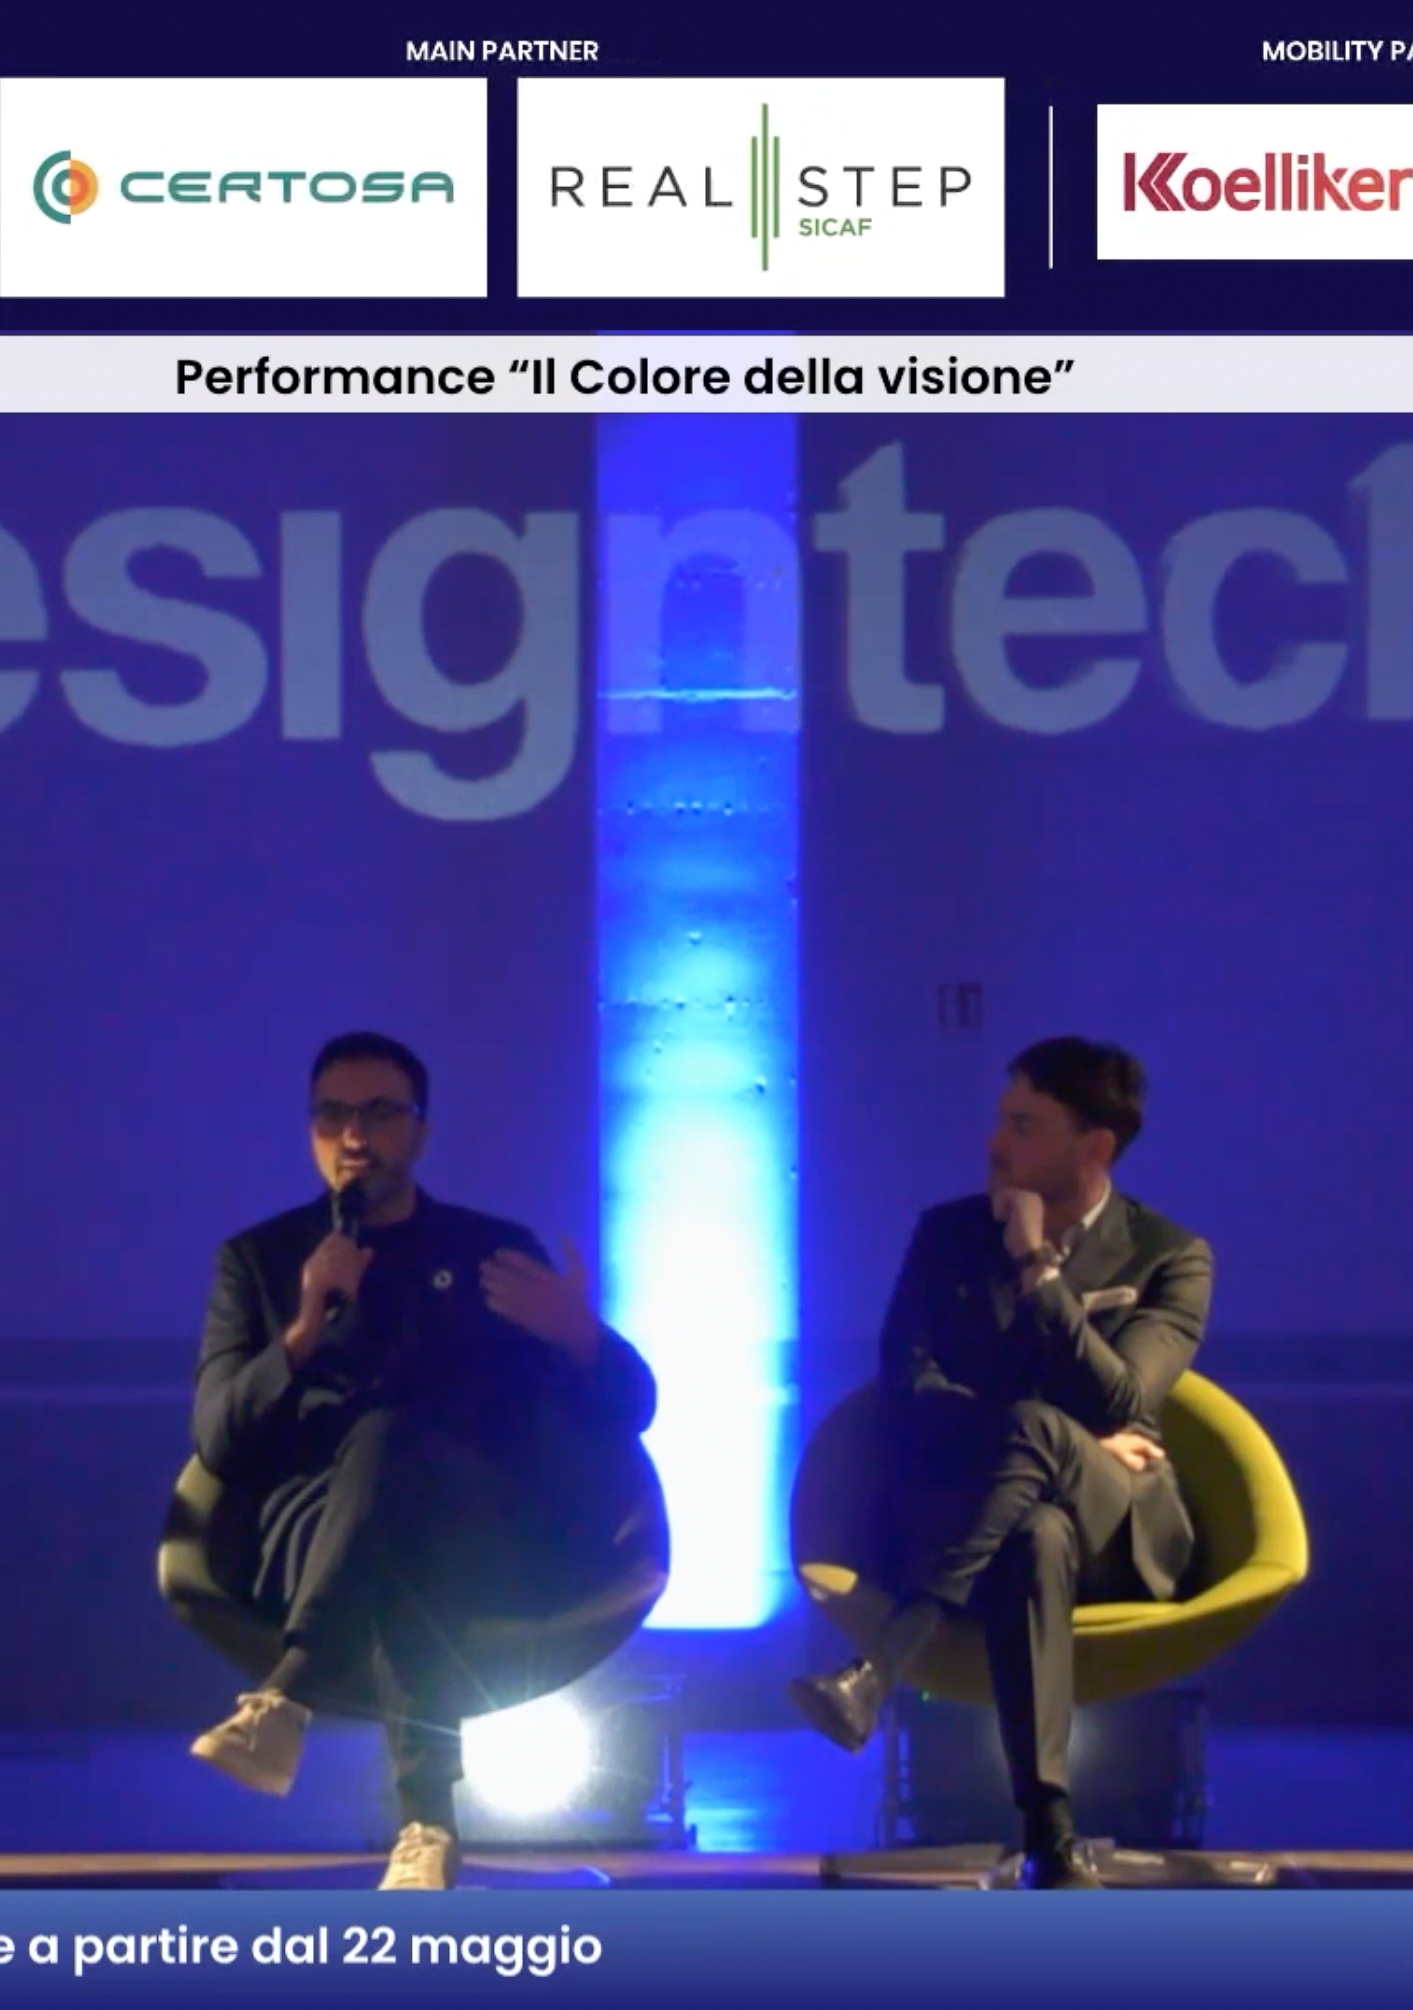 MAIN PARTNER
MOBILITY PA
CERTOSA
REAL STEP
SICAF
Koelliker
Performance “Il Colore della visione”
esigntech
e a partire dal 22 maggio